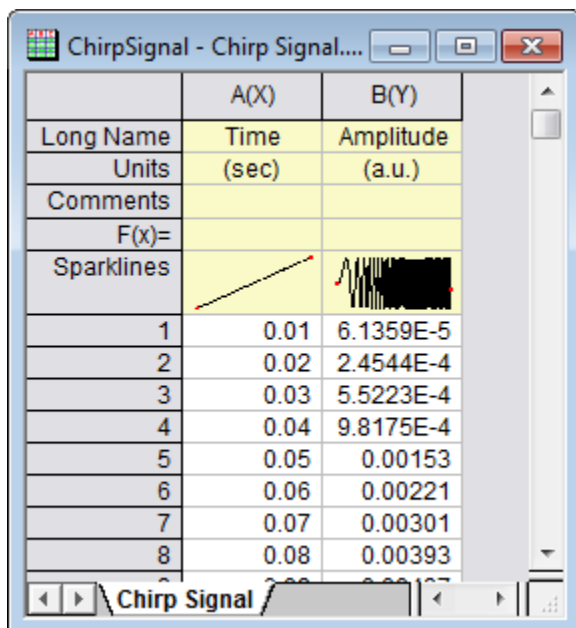 ChirpSignal - Chirp Signal....
A(X) B(Y)
Long Name Time Amplitude
Units (sec) (a.u.)
Comments
F(x)=
Sparklines
1 0.01 6.1359E-5
2 0.02 2.4544E-4
3 0.03 5.5223E-4
4 0.04 9.8175E-4
5 0.05 0.00153
6 0.06 0.00221
7 0.07 0.00301
8 0.08 0.00393
Chirp Signal